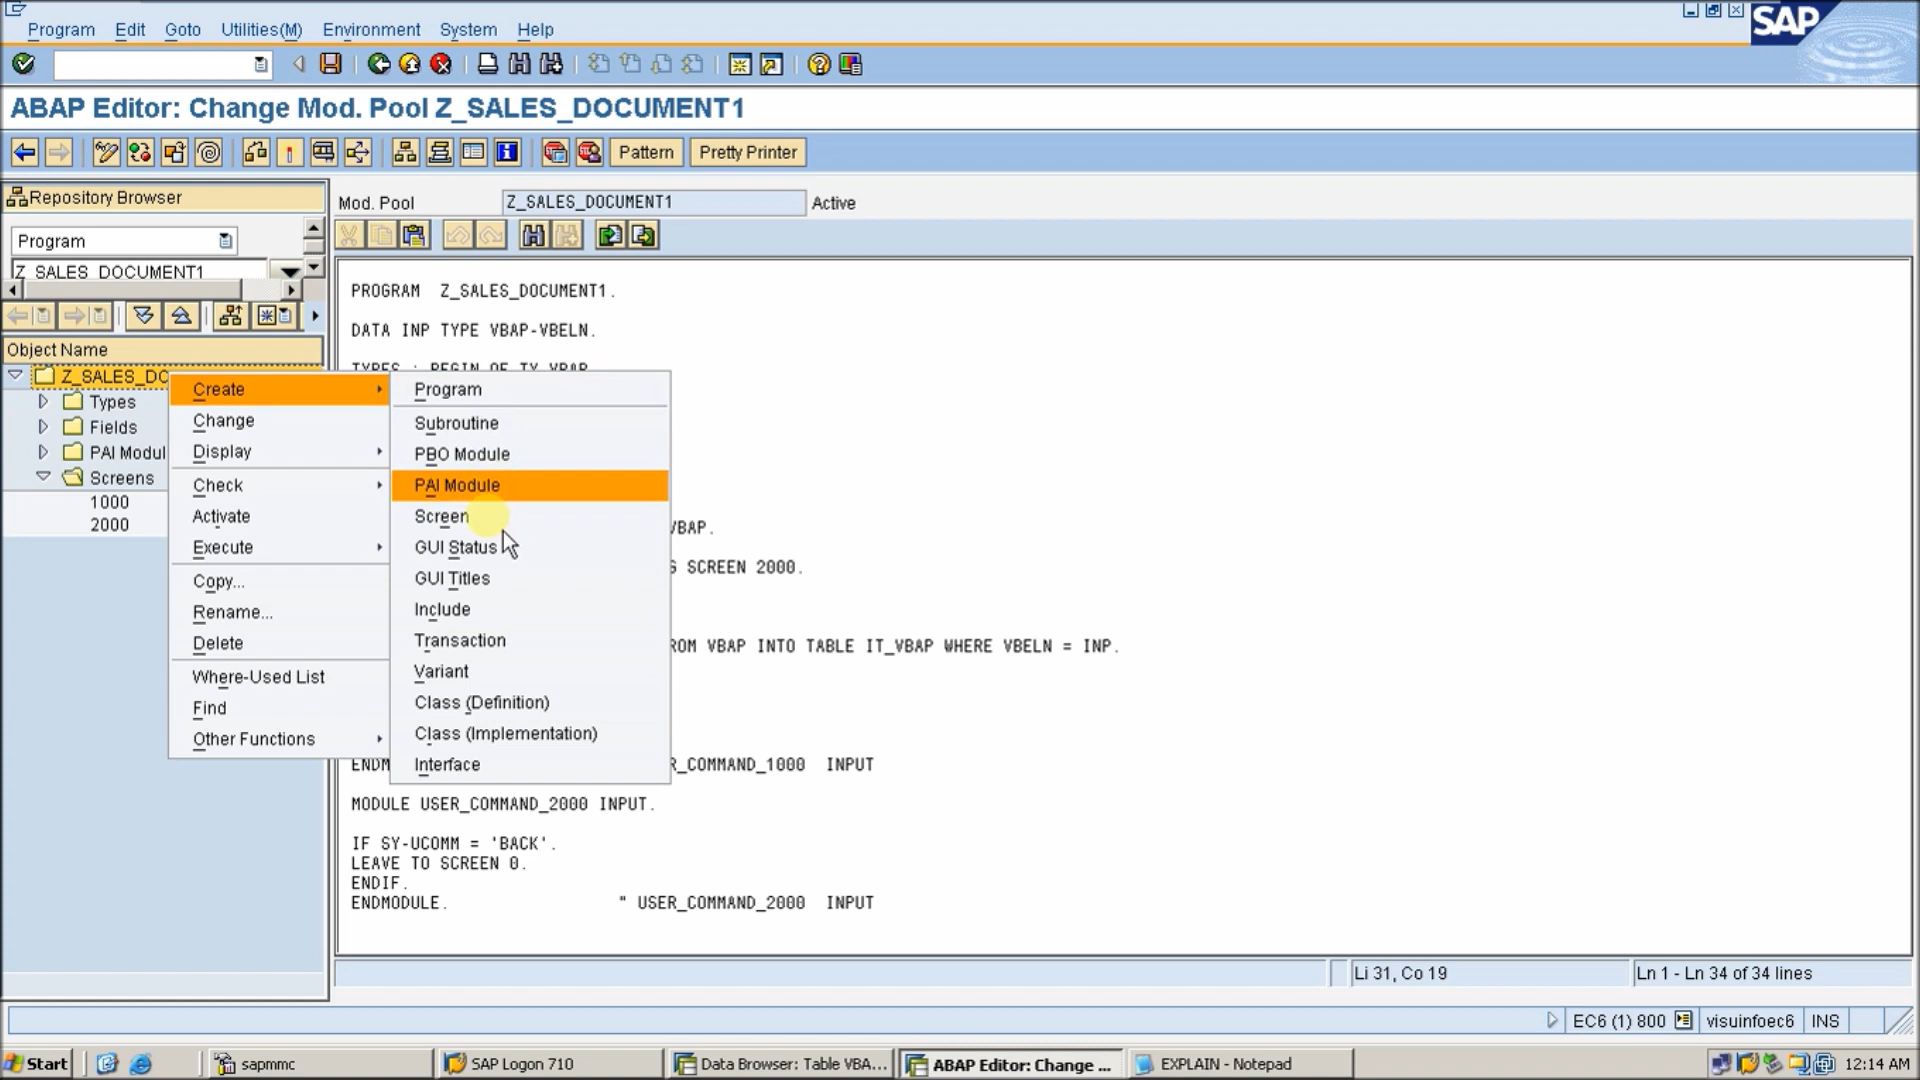 Program Edit Goto Utilities(M) Environment System Help
SAP
ABAP Editor: Change Mod. Pool Z_SALES_DOCUMENT1
Pattern Pretty Printer
Repository Browser
Mod. Pool Z_SALES_DOCUMENT1 Active
Program
Z_SALES_DOCUMENT1
Object Name
Z_SALES_DO
Types
Fields
PAI Modul
Screens
1000
2000
Create
Change
Display
Check
Activate
Execute
Copy...
Rename...
Delete
Where-Used List
Find
Other Functions
Program
Subroutine
PBO Module
PAI Module
Screen
GUI Status
GUI Titles
Include
Transaction
Variant
Class (Definition)
Class (Implementation)
Interface
PROGRAM Z_SALES_DOCUMENT1.
DATA INP TYPE VBAP-VBELN.
TYPES : BEGIN OF TY_VBAP
VBAP.
SCREEN 2000.
ROM VBAP INTO TABLE IT_VBAP WHERE VBELN = INP.
ENDM R_COMMAND_1000 INPUT
MODULE USER_COMMAND_2000 INPUT.
IF SY-UCOMM = 'BACK'.
LEAVE TO SCREEN 0.
ENDIF.
ENDMODULE. " USER_COMMAND_2000 INPUT
Li 31, Co 19 Ln 1 - Ln 34 of 34 lines
EC6 (1) 800 visuinfoec6 INS
Start sapmmc SAP Logon 710 Data Browser: Table VBA... ABAP Editor: Change ... EXPLAIN - Notepad 12:14 AM